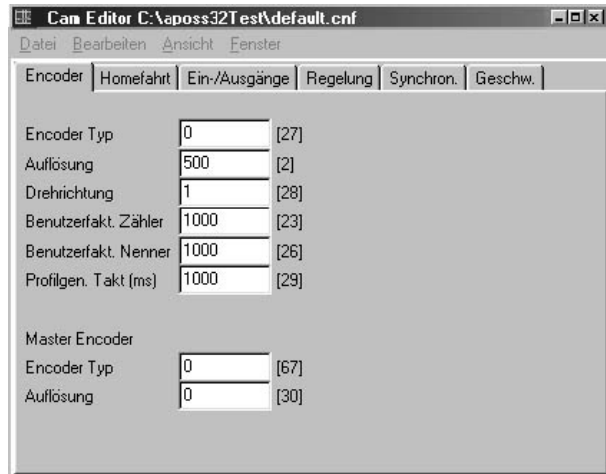 Cam Editor C:\aposs32Test\default.cnf
Datei Bearbeiten Ansicht Fenster
Encoder Homefahrt Ein-/Ausgänge Regelung Synchron. Geschw.
Encoder Typ 0 [27]
Auflösung 500 [2]
Drehrichtung 1 [28]
Benutzerfakt. Zähler 1000 [23]
Benutzerfakt. Nenner 1000 [26]
Profilgen. Takt (ms) 1000 [29]
Master Encoder
Encoder Typ 0 [67]
Auflösung 0 [30]